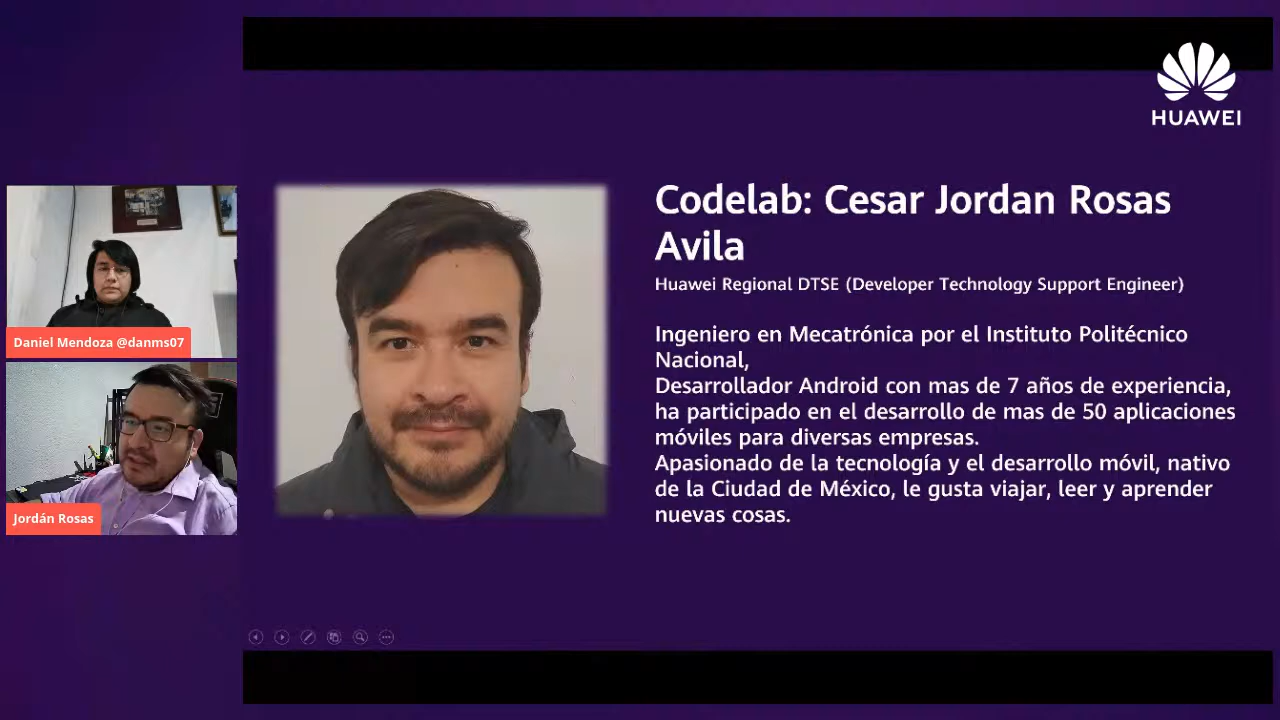 HUAWEI
Codelab: Cesar Jordan Rosas
Avila
Huawei Regional DTSE (Developer Technology Support Engineer)
Ingeniero en Mecatrónica por el Instituto Politécnico
Nacional,
Desarrollador Android con mas de 7 años de experiencia,
ha participado en el desarrollo de mas de 50 aplicaciones
móviles para diversas empresas.
Apasionado de la tecnología y el desarrollo móvil, nativo
de la Ciudad de México, le gusta viajar, leer y aprender
nuevas cosas.
Daniel Mendoza @danms07
Jordán Rosas